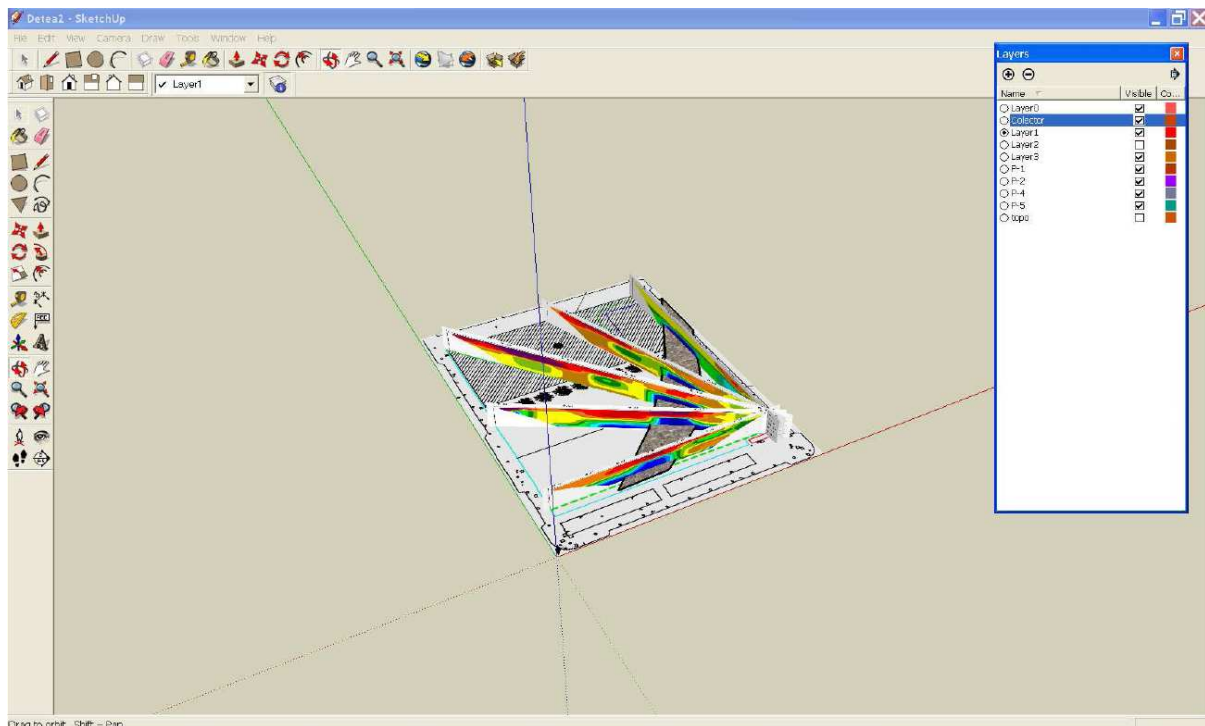 Detea2 - SketchUp
File Edit View Camera Draw Tools Window Help
Layer1
Layers
Name Visible Co...
Layer0
Colector
Layer1
Layer2
Layer3
P-1
P-2
P-4
P-5
topo
Drag to orbit. Shift = Pan